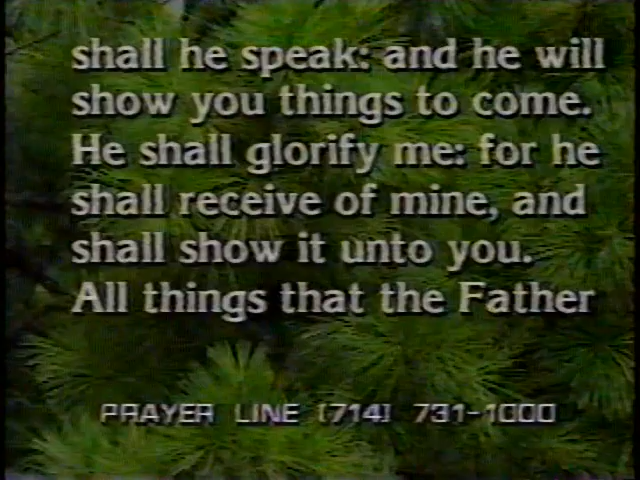 shall he speak: and he will
show you things to come.
He shall glorify me: for he
shall receive of mine, and
shall show it unto you.
All things that the Father
PRAYER LINE (714) 731-1000